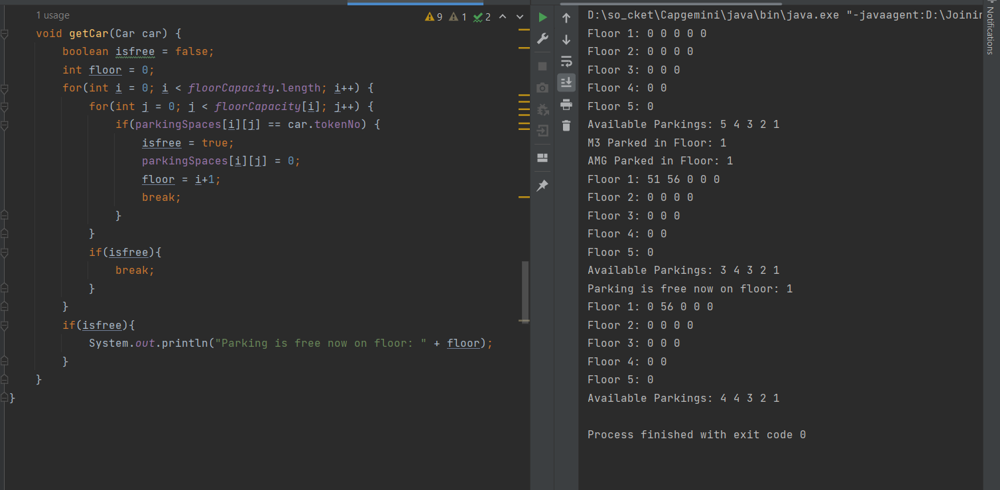 1 usage
9 1 2
void getCar(Car car) {
boolean isfree = false;
int floor = 0;
for(int i = 0; i < floorCapacity.length; i++) {
for(int j = 0; j < floorCapacity[i]; j++) {
if(parkingSpaces[i][j] == car.tokenNo) {
isfree = true;
parkingSpaces[i][j] = 0;
floor = i+1;
break;
}
}
if(isfree){
break;
}
}
if(isfree){
System.out.println("Parking is free now on floor: " + floor);
}
}
}
D:\so_cket\Capgemini\java\bin\java.exe "-javaagent:D:\Joinin
Floor 1: 0 0 0 0 0
Floor 2: 0 0 0 0
Floor 3: 0 0 0
Floor 4: 0 0
Floor 5: 0
Available Parkings: 5 4 3 2 1
M3 Parked in Floor: 1
AMG Parked in Floor: 1
Floor 1: 51 56 0 0 0
Floor 2: 0 0 0 0
Floor 3: 0 0 0
Floor 4: 0 0
Floor 5: 0
Available Parkings: 3 4 3 2 1
Parking is free now on floor: 1
Floor 1: 0 56 0 0 0
Floor 2: 0 0 0 0
Floor 3: 0 0 0
Floor 4: 0 0
Floor 5: 0
Available Parkings: 4 4 3 2 1
Process finished with exit code 0
Notifications